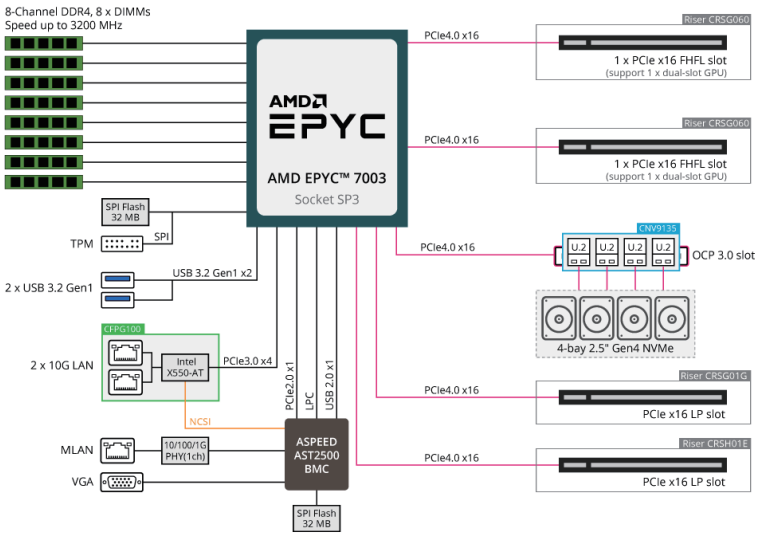 8-Channel DDR4, 8 x DIMMs
Speed up to 3200 MHz
AMD
EPYC
AMD EPYC™ 7003
Socket SP3
PCIe4.0 x16
Riser CRSG060
1 x PCIe x16 FHFL slot
(support 1 x dual-slot GPU)
PCIe4.0 x16
Riser CRSG060
1 x PCIe x16 FHFL slot
(support 1 x dual-slot GPU)
SPI Flash
32 MB
TPM
SPI
2 x USB 3.2 Gen1
USB 3.2 Gen1 x2
PCIe4.0 x16
CNV9135
U.2 U.2 U.2 U.2
OCP 3.0 slot
4-bay 2.5" Gen4 NVMe
CFPG100
2 x 10G LAN
Intel
X550-AT
PCIe3.0 x4
PCIe2.0 x1
LPC
USB 2.0 x1
PCIe4.0 x16
Riser CRSG01G
PCIe x16 LP slot
NCSI
MLAN
10/100/1G
PHY(1ch)
ASPEED
AST2500
BMC
PCIe4.0 x16
Riser CRSH01E
PCIe x16 LP slot
VGA
SPI Flash
32 MB